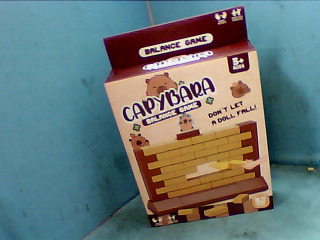 BALANCE GAME
3+
CAPYBARA
BALANCE GAME
DON'T LET
A DOLL FALL!